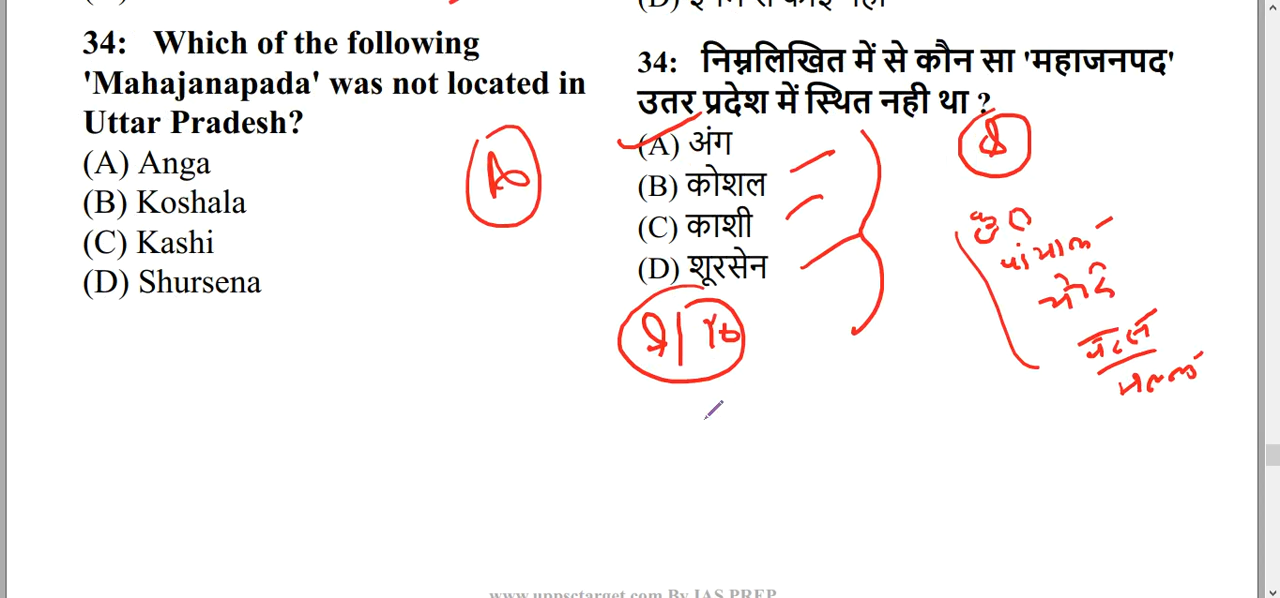 34: Which of the following
'Mahajanapada' was not located in
Uttar Pradesh?
(A) Anga
(B) Koshala
(C) Kashi
(D) Shursena
34: निम्नलिखित में से कौन सा 'महाजनपद'
उतर प्रदेश में स्थित नही था ?
(A) अंग
(B) कोशल
(C) काशी
(D) शूरसेन
www.uppsctarget.com By IAS PREP